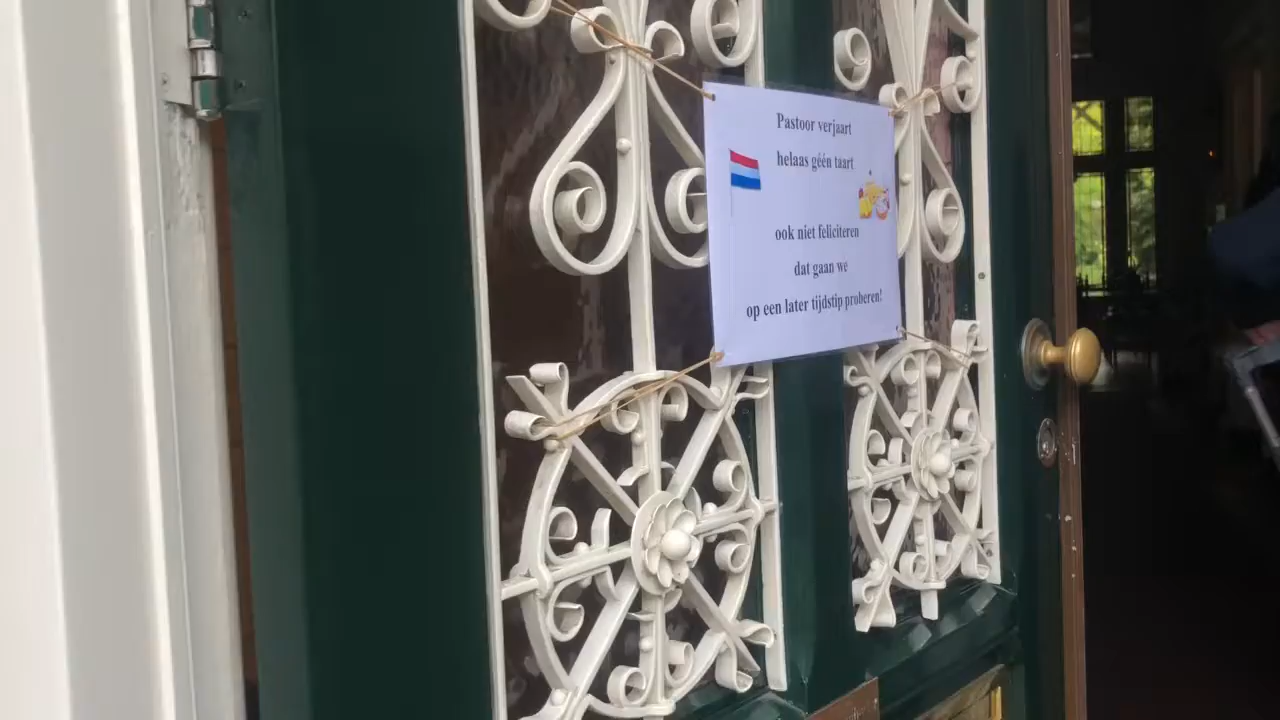 Pastoor verjaart
helaas géén taart
ook niet feliciteren
dat gaan we
op een later tijdstip proberen!